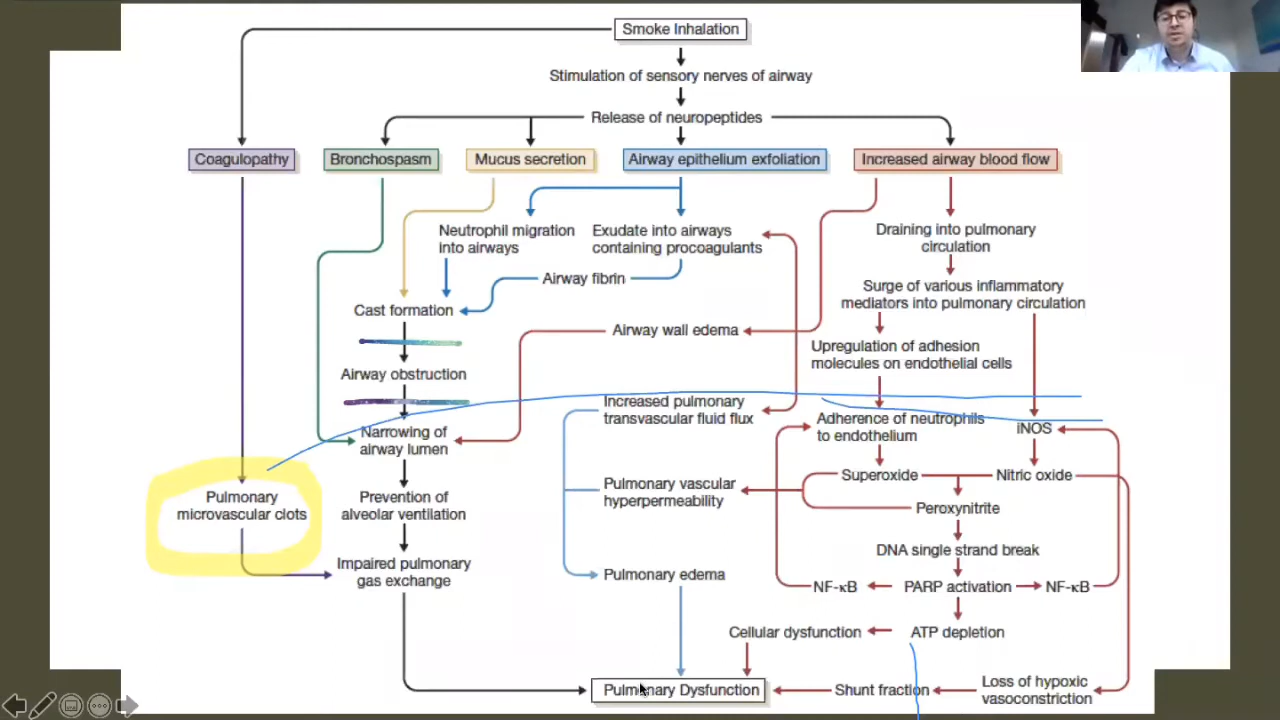 Smoke Inhalation
Stimulation of sensory nerves of airway
Release of neuropeptides
Coagulopathy
Bronchospasm
Mucus secretion
Airway epithelium exfoliation
Increased airway blood flow
Neutrophil migration
into airways
Exudate into airways
containing procoagulants
Draining into pulmonary
circulation
Airway fibrin
Surge of various inflammatory
mediators into pulmonary circulation
Cast formation
Airway wall edema
Upregulation of adhesion
molecules on endothelial cells
Airway obstruction
Increased pulmonary
transvascular fluid flux
Adherence of neutrophils
to endothelium
iNOS
Narrowing of
airway lumen
Superoxide
Nitric oxide
Pulmonary
microvascular clots
Prevention of
alveolar ventilation
Pulmonary vascular
hyperpermeability
Peroxynitrite
DNA single strand break
Impaired pulmonary
gas exchange
Pulmonary edema
NF-κB
PARP activation
NF-κB
Cellular dysfunction
ATP depletion
Pulmonary Dysfunction
Shunt fraction
Loss of hypoxic
vasoconstriction